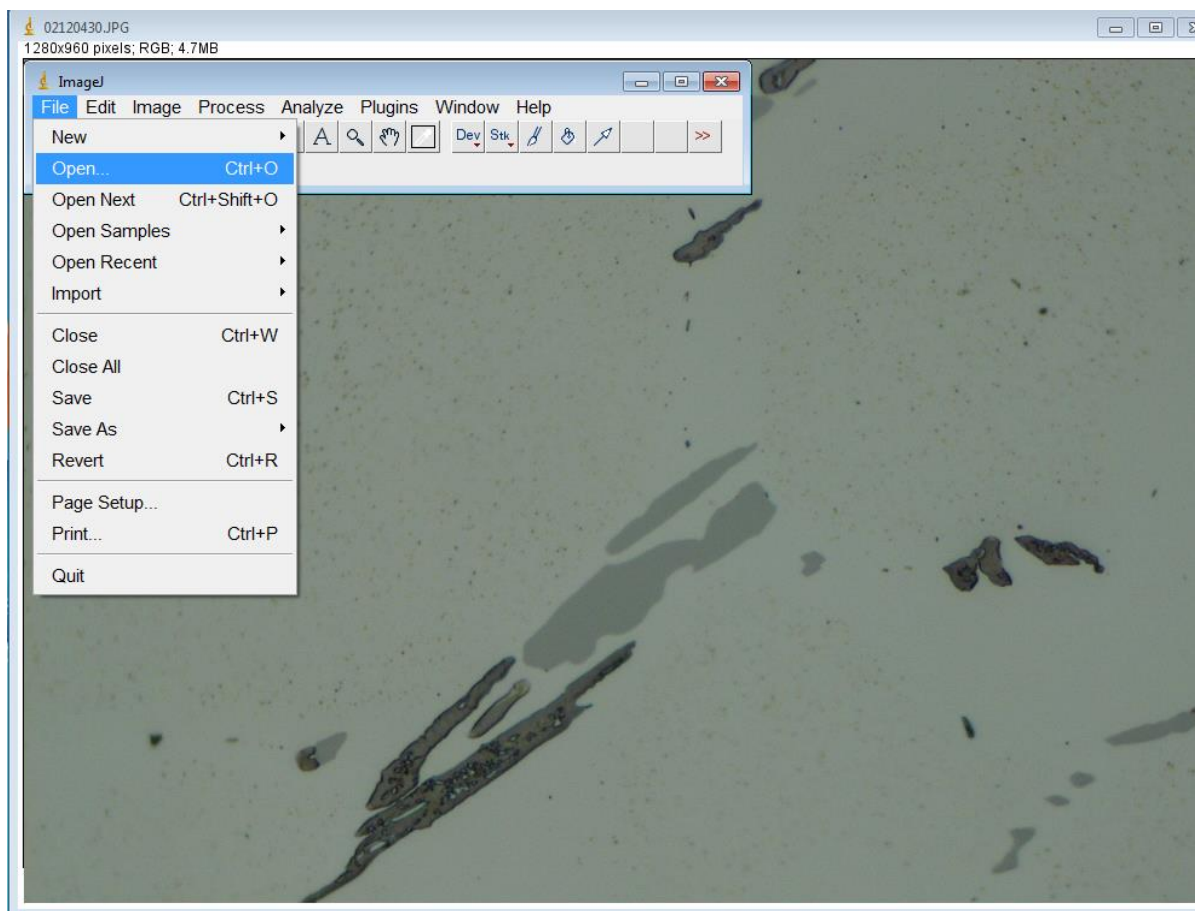 02120430.JPG
1280x960 pixels; RGB; 4.7MB
ImageJ
File Edit Image Process Analyze Plugins Window Help
A Dev Stk >>
New
Open... Ctrl+O
Open Next Ctrl+Shift+O
Open Samples
Open Recent
Import
Close Ctrl+W
Close All
Save Ctrl+S
Save As
Revert Ctrl+R
Page Setup...
Print... Ctrl+P
Quit